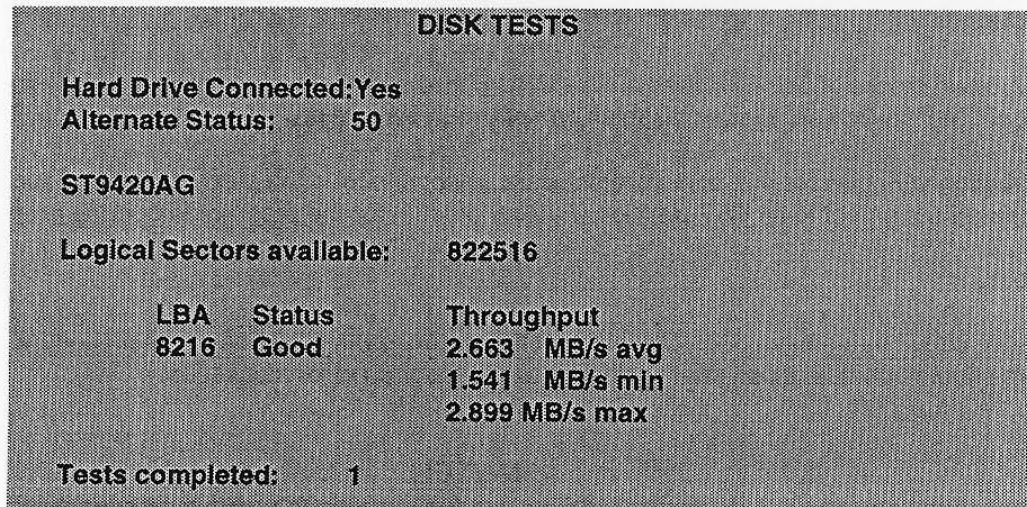 DISK TESTS
Hard Drive Connected:Yes
Alternate Status: 50
ST9420AG
Logical Sectors available: 822516
LBA Status Throughput
8216 Good 2.663 MB/s avg
1.541 MB/s min
2.899 MB/s max
Tests completed: 1